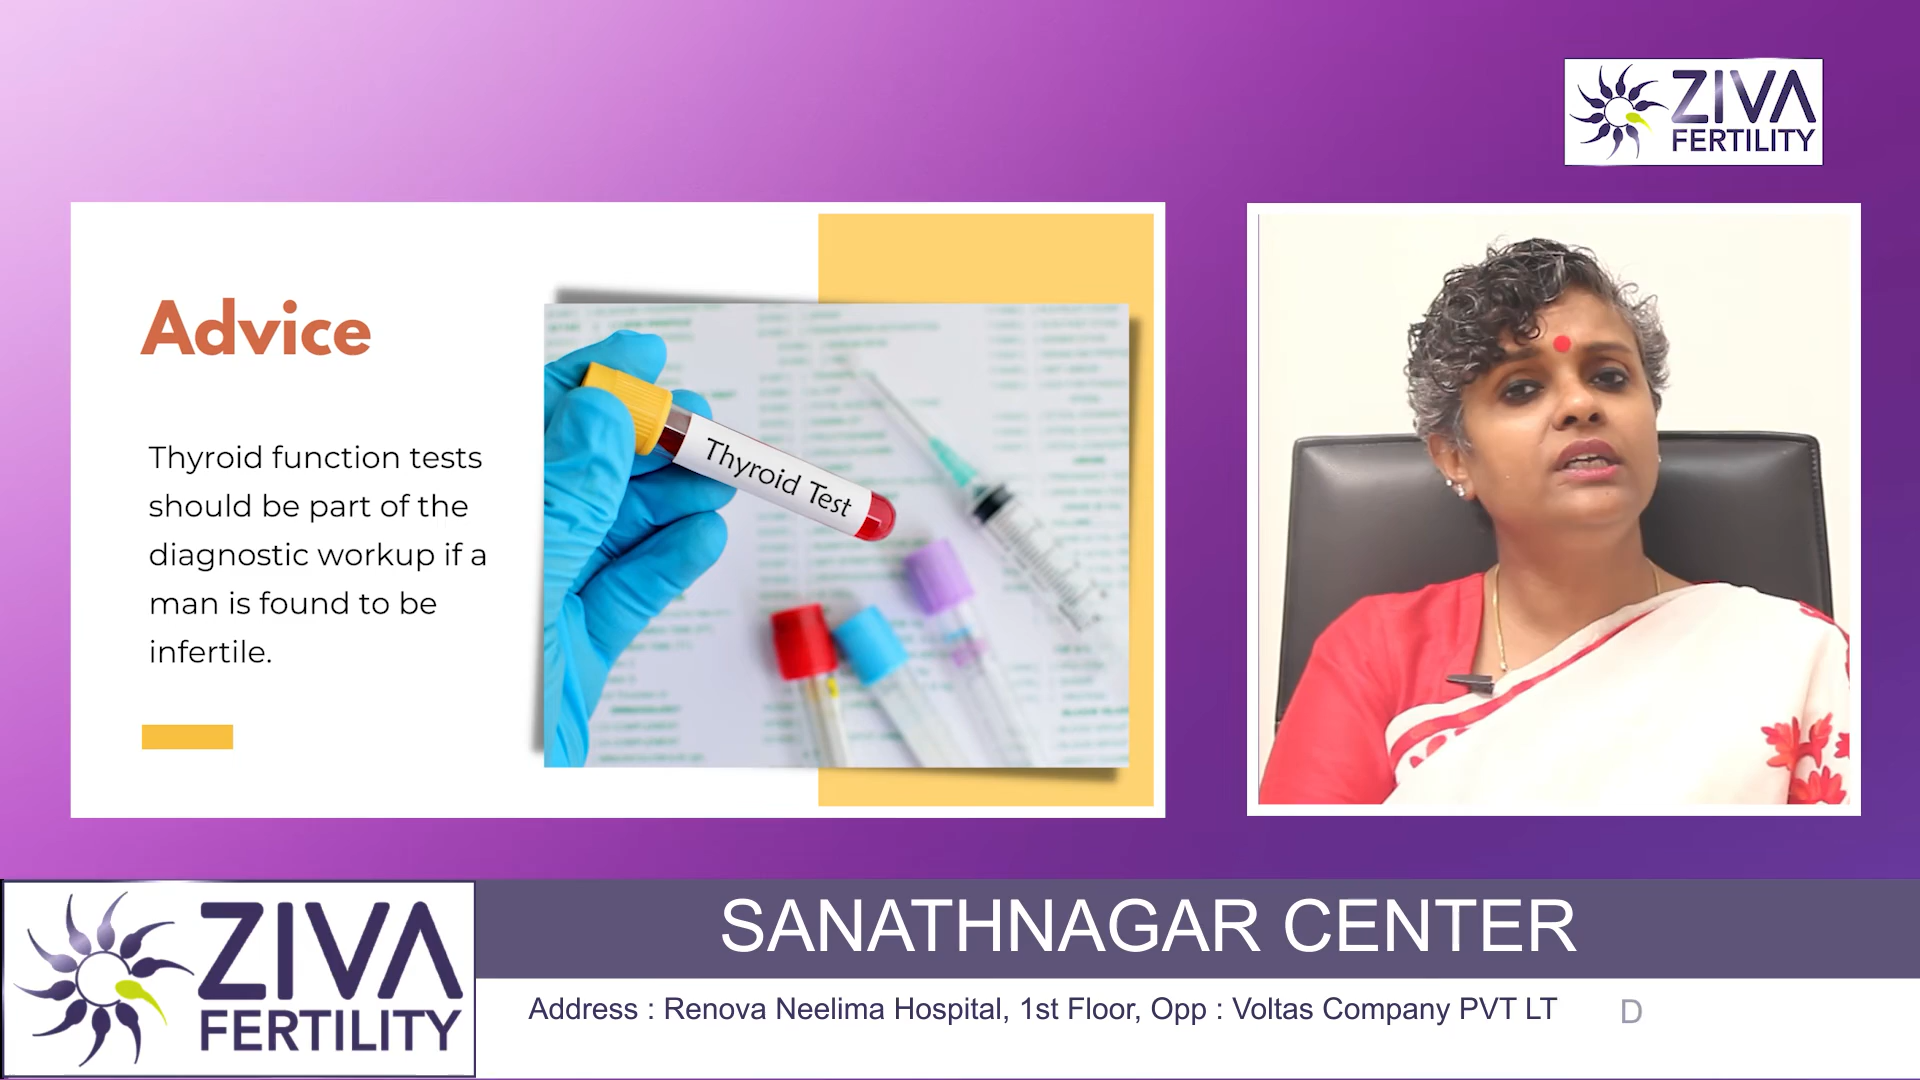 ZIVA
FERTILITY
Advice
Thyroid function tests
should be part of the
diagnostic workup if a
man is found to be
infertile.
Thyroid Test
ZIVA
FERTILITY
SANATHNAGAR CENTER
Address : Renova Neelima Hospital, 1st Floor, Opp : Voltas Company PVT LT D